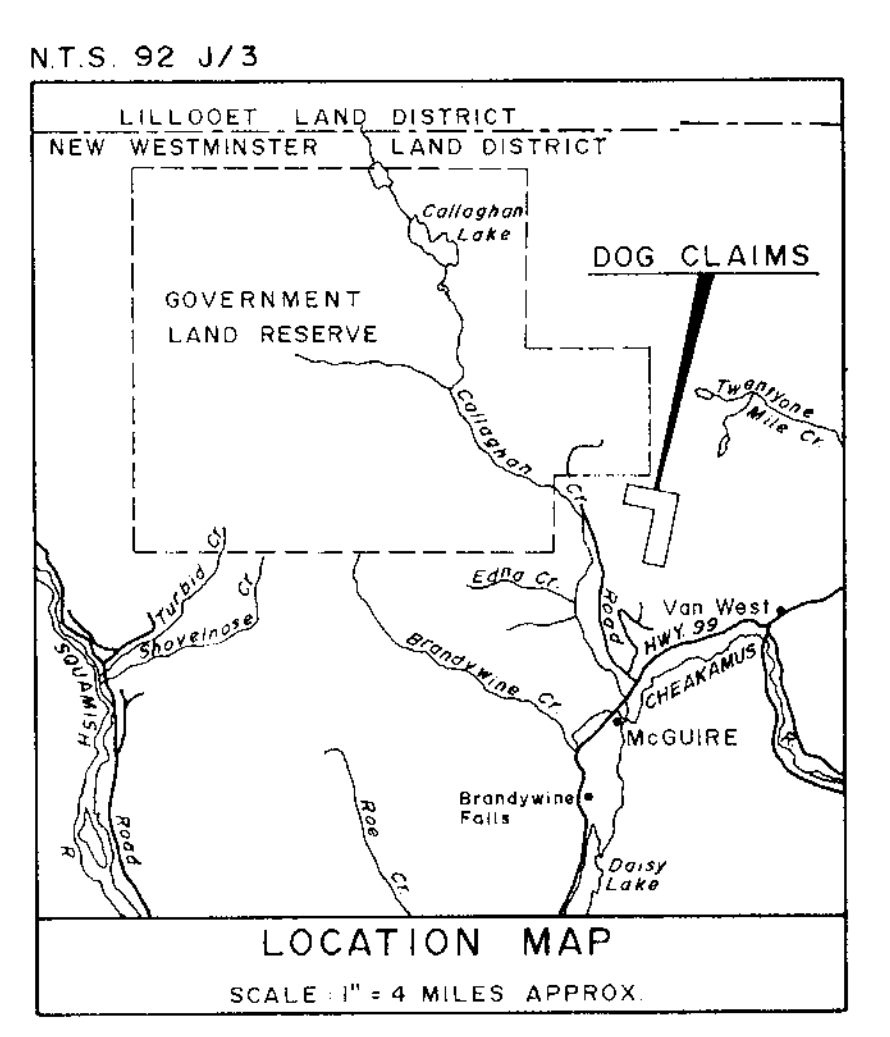 N.T.S. 92 J/3
LILLOOET LAND DISTRICT
NEW WESTMINSTER LAND DISTRICT
Callaghan
Lake
DOG CLAIMS
GOVERNMENT
LAND RESERVE
Twentyone
Mile Cr.
Callaghan Cr.
Turbid Cr.
Shovelnose Cr.
Edna Cr.
Road
Van West
HWY. 99
Brandywine Cr.
CHEAKAMUS R.
SQUAMISH R
McGUIRE
Road
Roe Cr.
Brandywine
Falls
Daisy
Lake
LOCATION MAP
SCALE : 1" = 4 MILES APPROX.